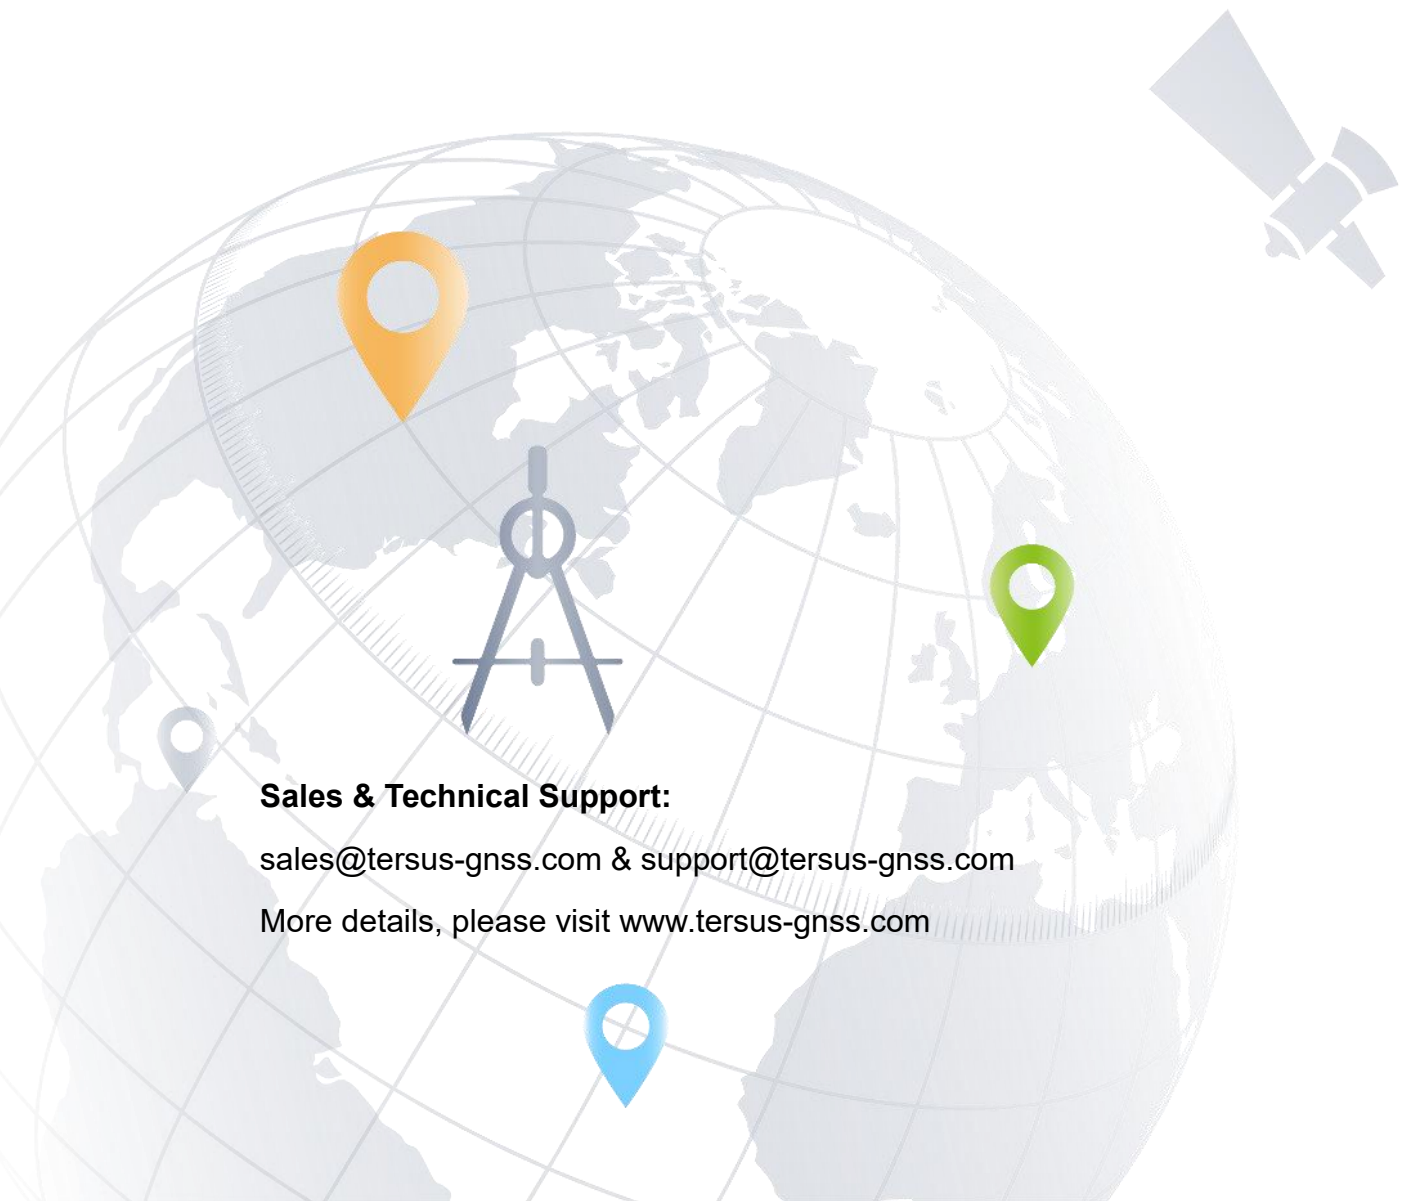 Sales & Technical Support:
sales@tersus-gnss.com & support@tersus-gnss.com
More details, please visit www.tersus-gnss.com